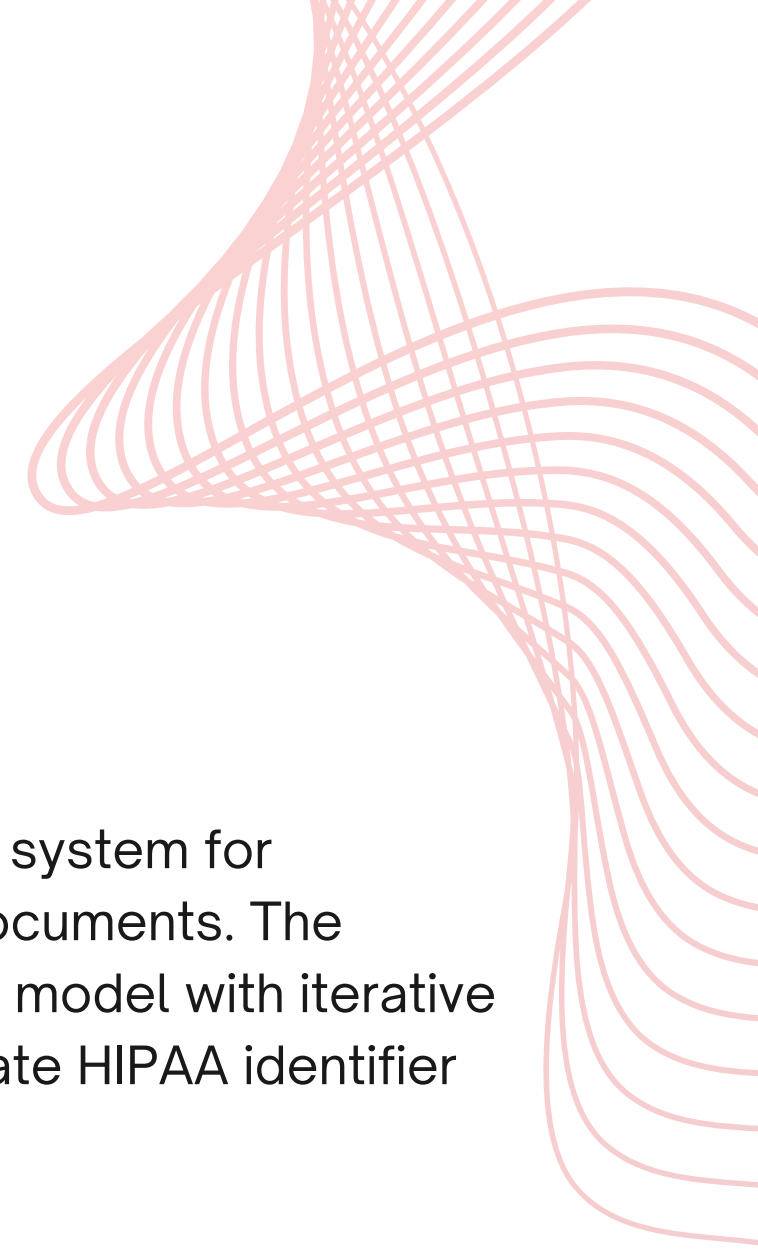 system for
ocuments. The
model with iterative
ate HIPAA identifier